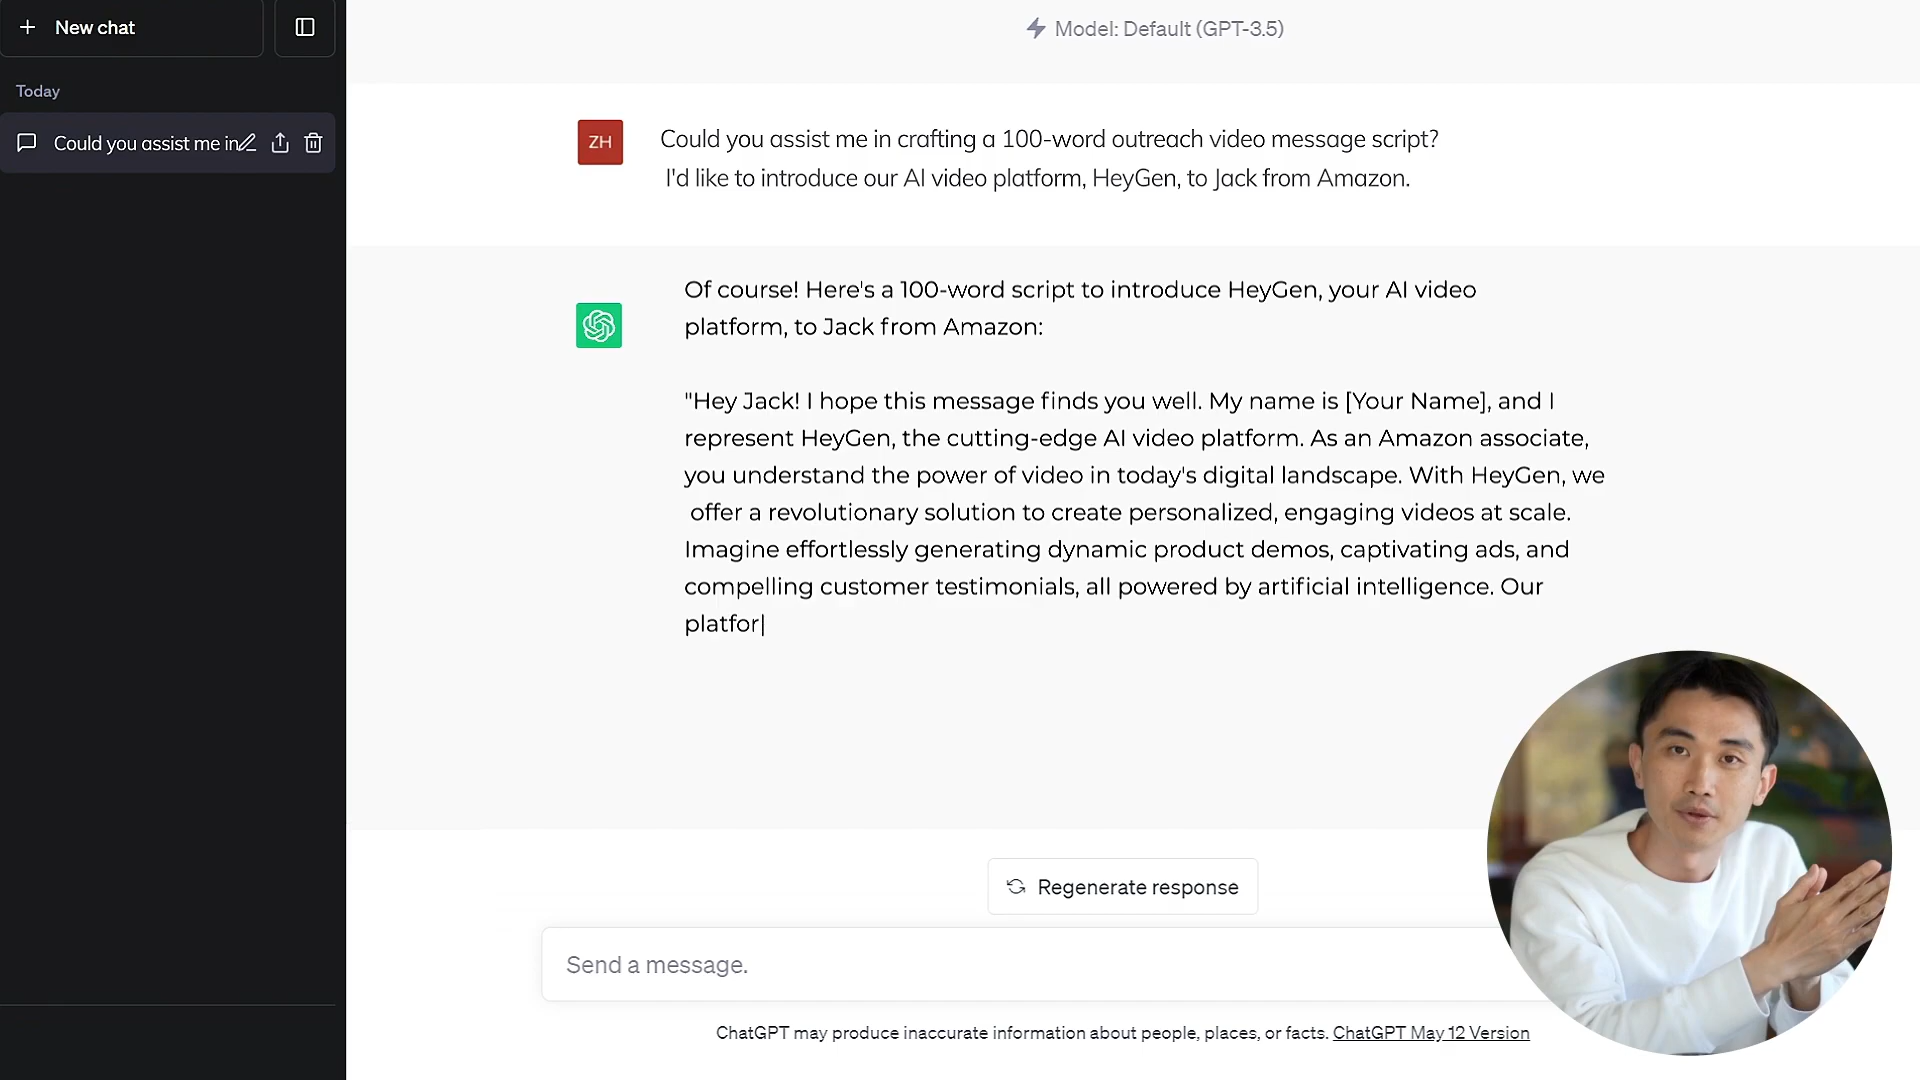 New chat
Today
Could you assist me in
Model: Default (GPT-3.5)
ZH
Could you assist me in crafting a 100-word outreach video message script?
I'd like to introduce our AI video platform, HeyGen, to Jack from Amazon.
Of course! Here's a 100-word script to introduce HeyGen, your AI video
platform, to Jack from Amazon:
"Hey Jack! I hope this message finds you well. My name is [Your Name], and I
represent HeyGen, the cutting-edge AI video platform. As an Amazon associate,
you understand the power of video in today's digital landscape. With HeyGen, we
offer a revolutionary solution to create personalized, engaging videos at scale.
Imagine effortlessly generating dynamic product demos, captivating ads, and
compelling customer testimonials, all powered by artificial intelligence. Our
platfor
Regenerate response
Send a message.
ChatGPT may produce inaccurate information about people, places, or facts. ChatGPT May 12 Version